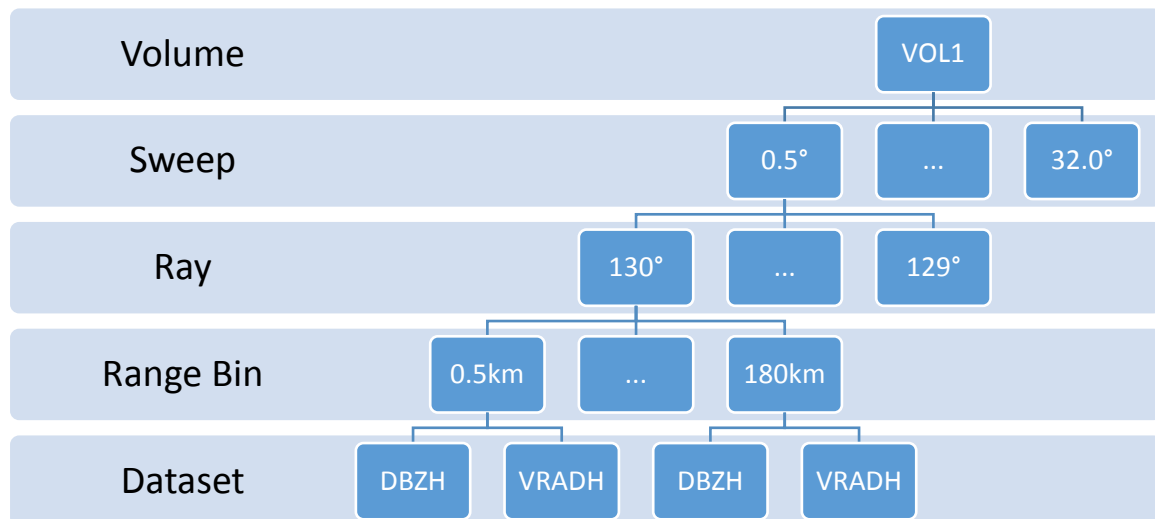 Volume
VOL1
Sweep
0.5°
...
32.0°
Ray
130°
...
129°
Range Bin
0.5km
...
180km
Dataset
DBZH
VRADH
DBZH
VRADH